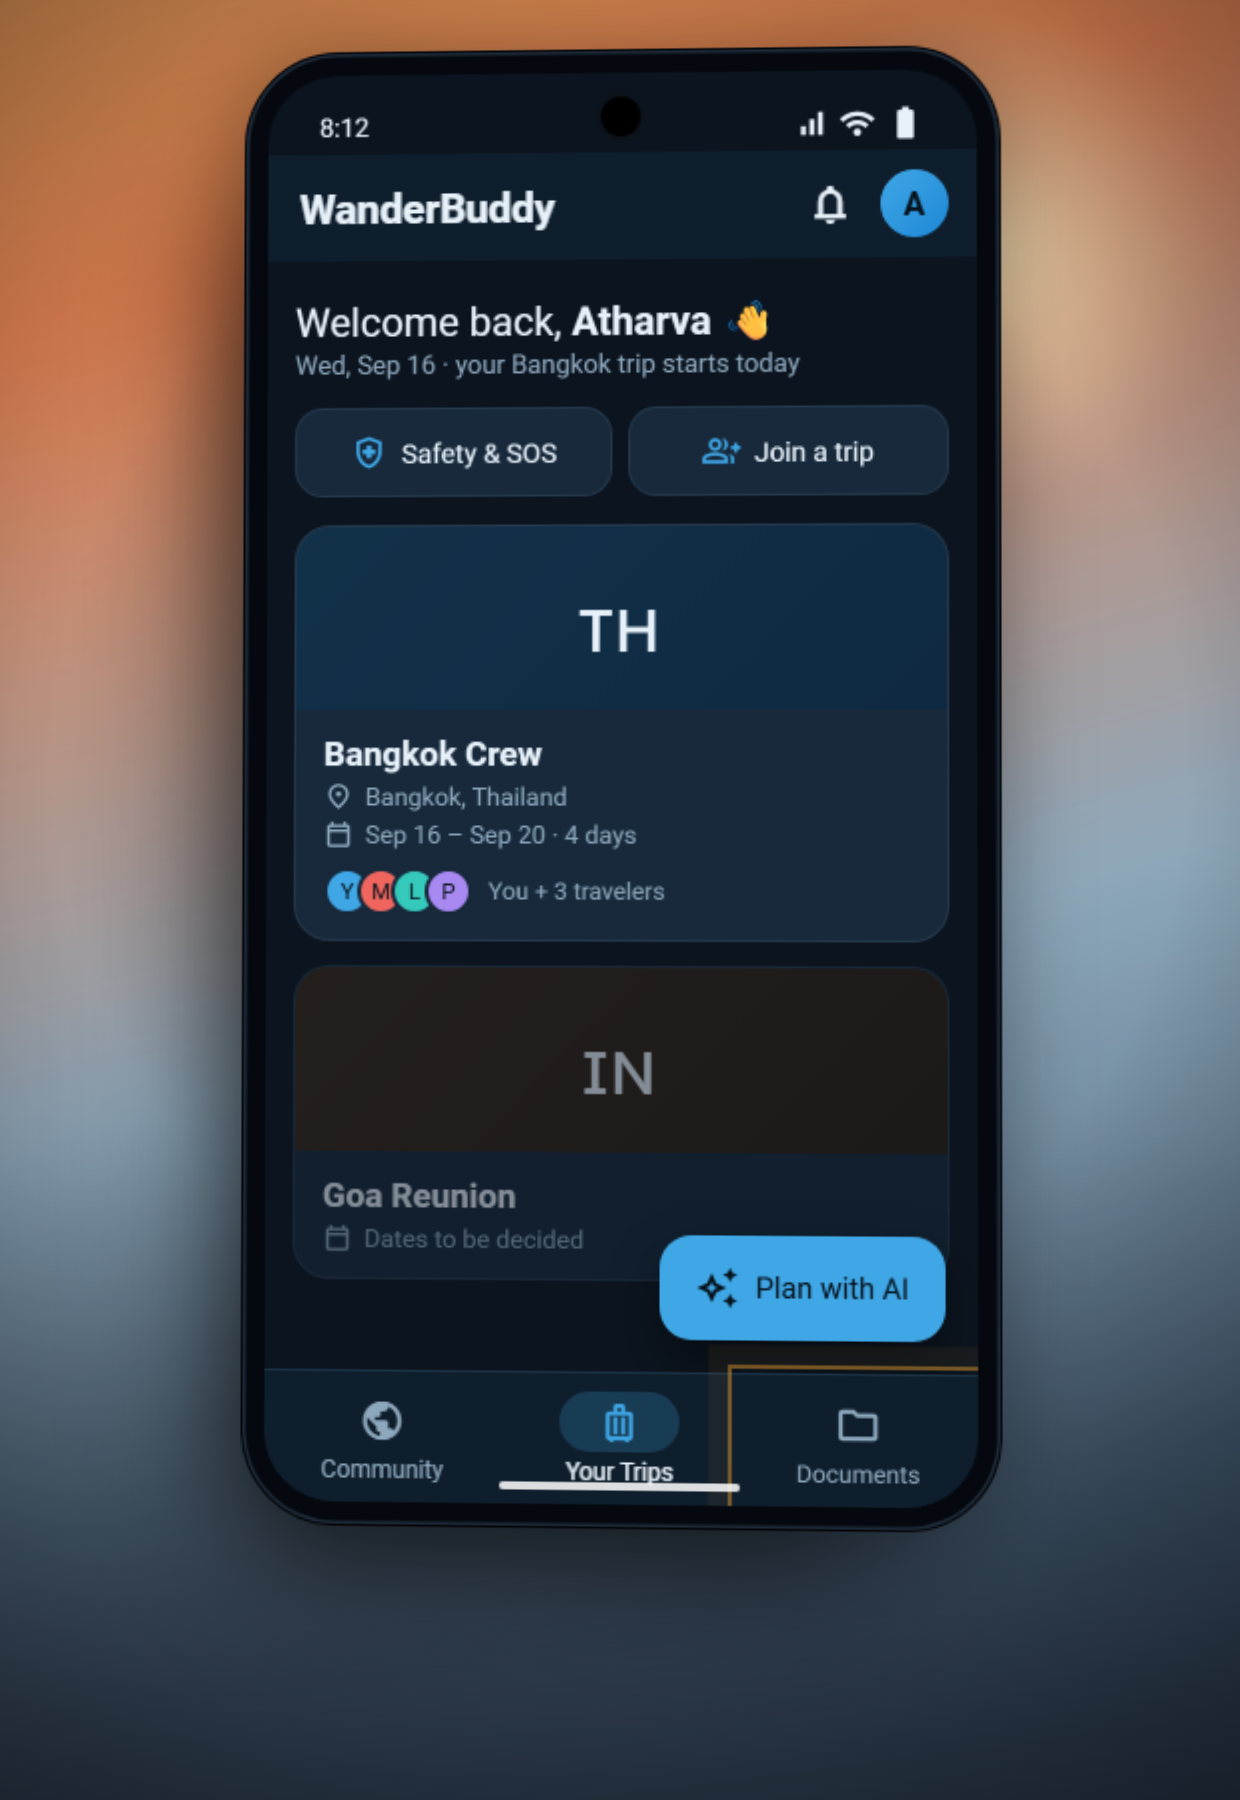 8:12
WanderBuddy
A
Welcome back, Atharva 👋
Wed, Sep 16 · your Bangkok trip starts today
Safety & SOS
Join a trip
TH
Bangkok Crew
Bangkok, Thailand
Sep 16 – Sep 20 · 4 days
Y M L P You + 3 travelers
IN
Goa Reunion
Dates to be decided
Plan with AI
Community
Your Trips
Documents